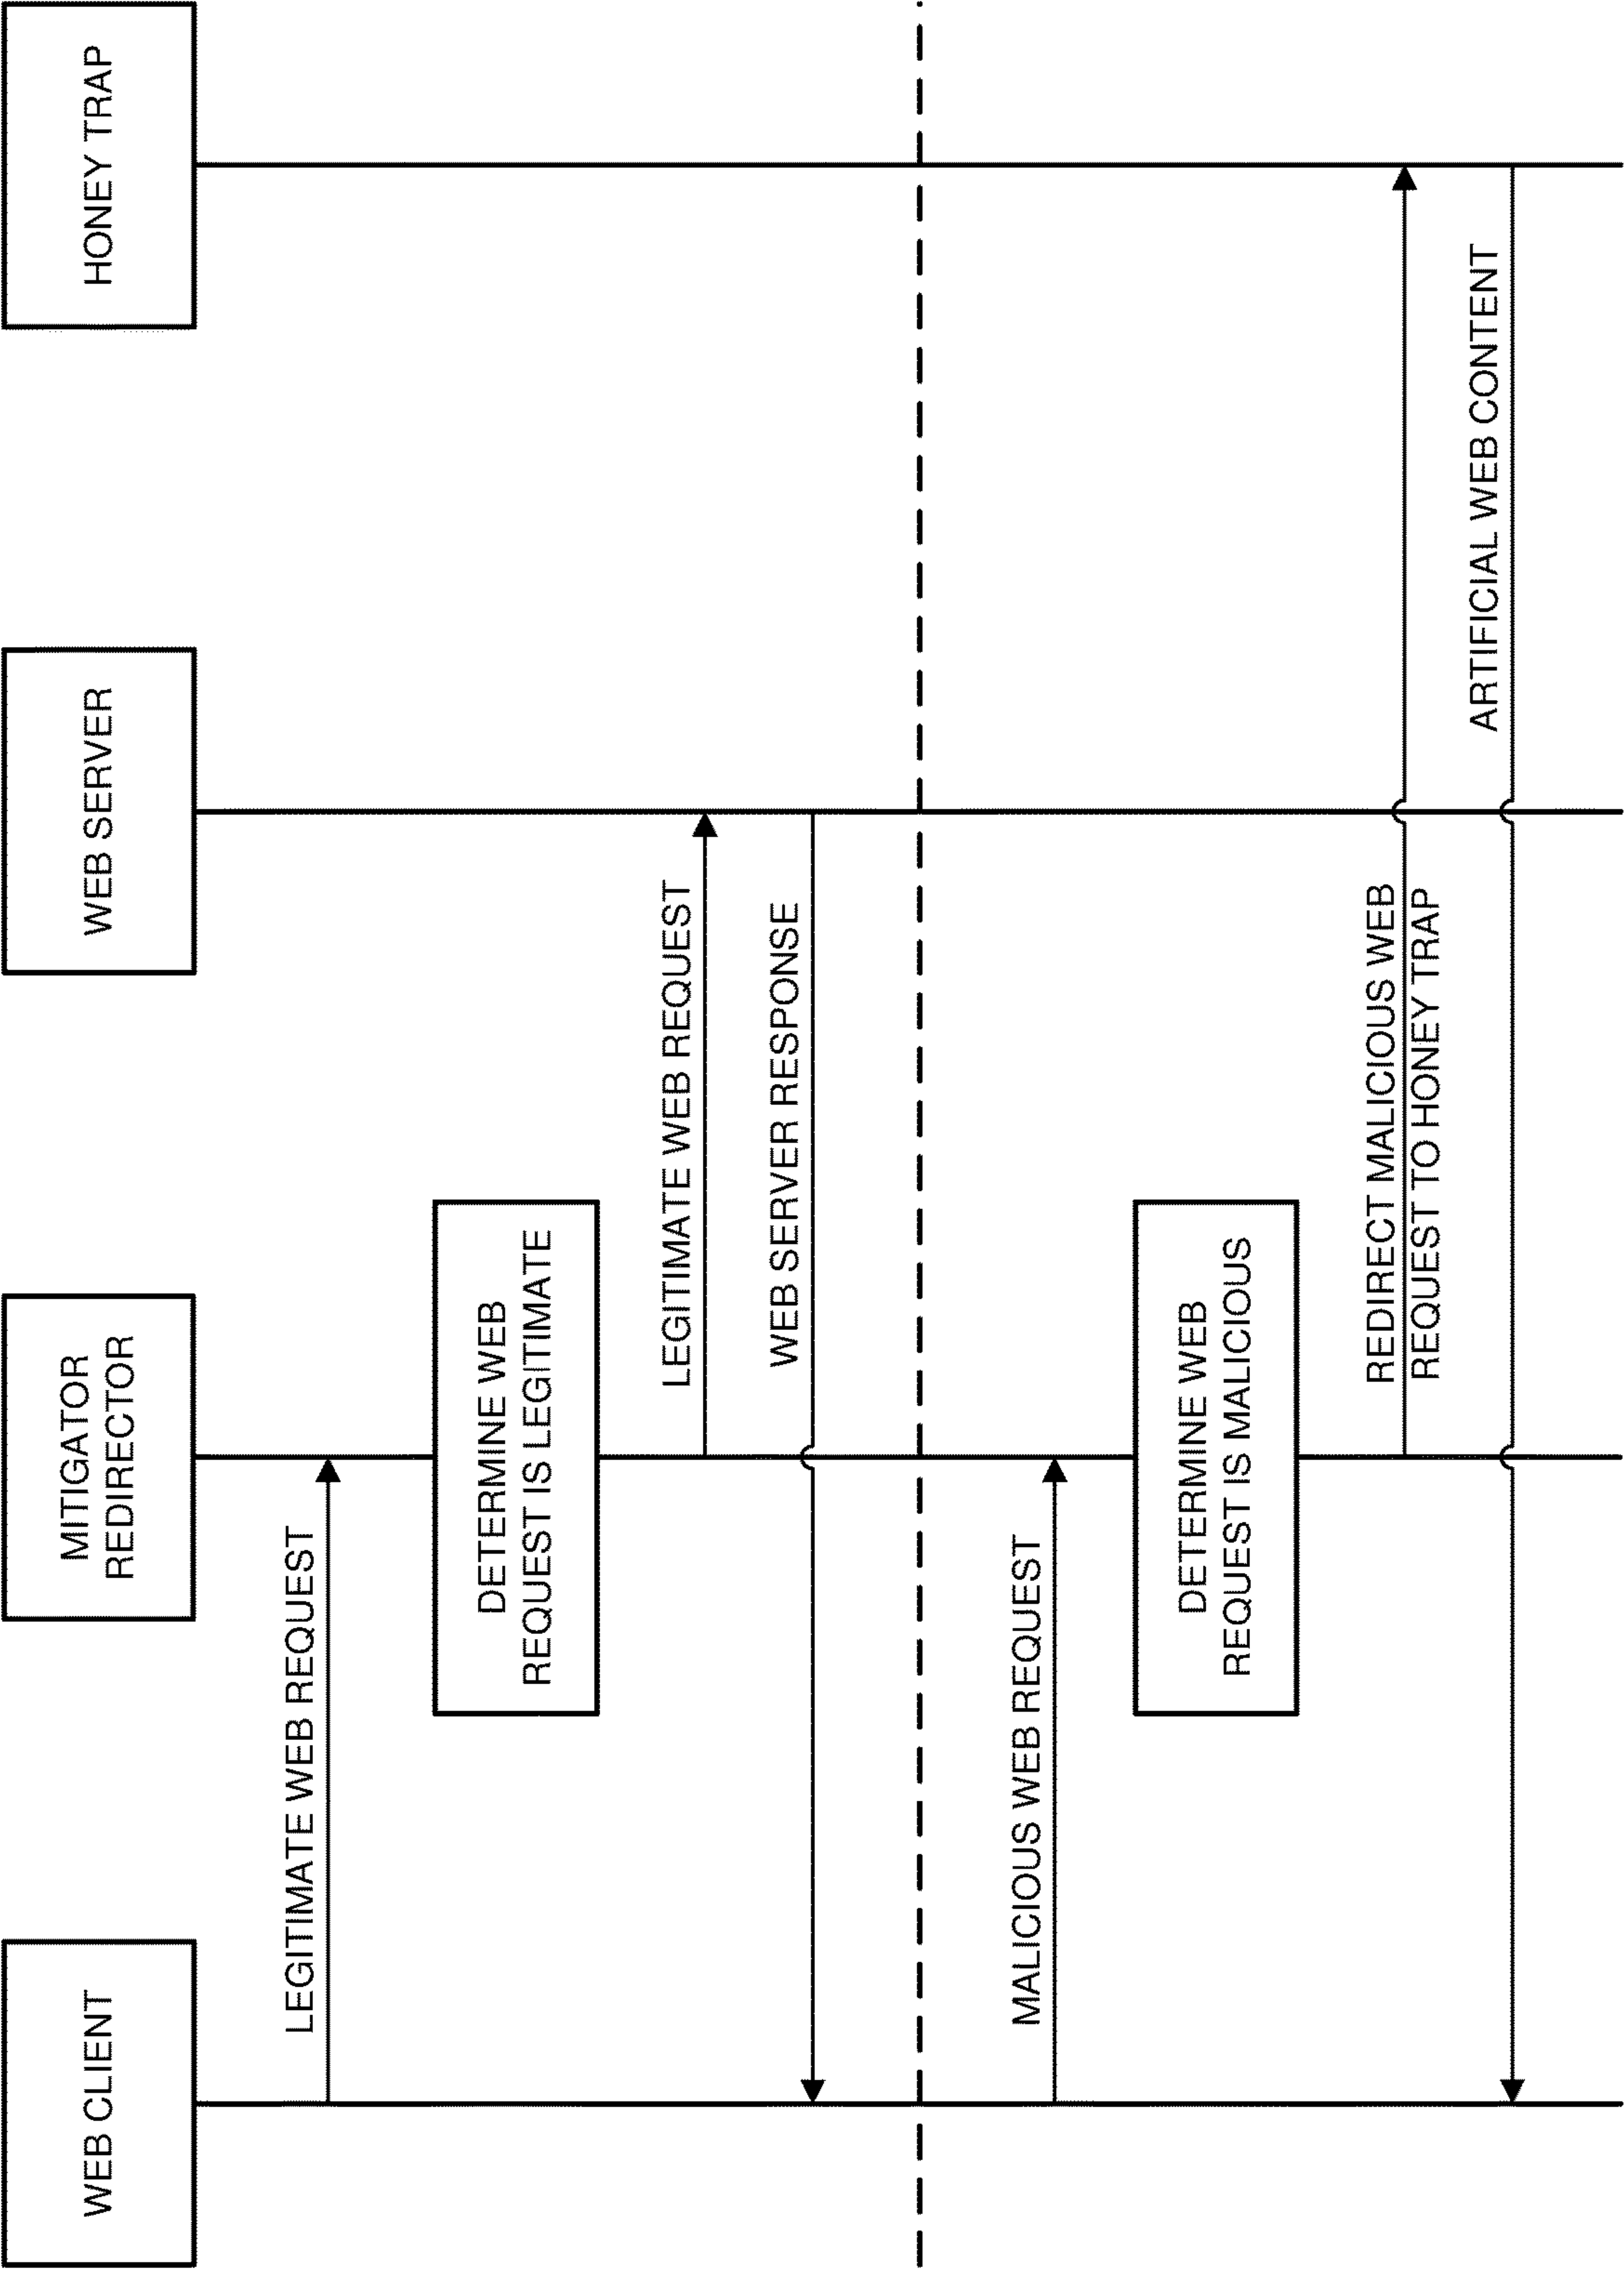 WEB CLIENT
MITIGATOR
REDIRECTOR
WEB SERVER
HONEY TRAP
LEGITIMATE WEB REQUEST
DETERMINE WEB
REQUEST IS LEGITIMATE
LEGITIMATE WEB REQUEST
WEB SERVER RESPONSE
MALICIOUS WEB REQUEST
DETERMINE WEB
REQUEST IS MALICIOUS
REDIRECT MALICIOUS WEB
REQUEST TO HONEY TRAP
ARTIFICIAL WEB CONTENT